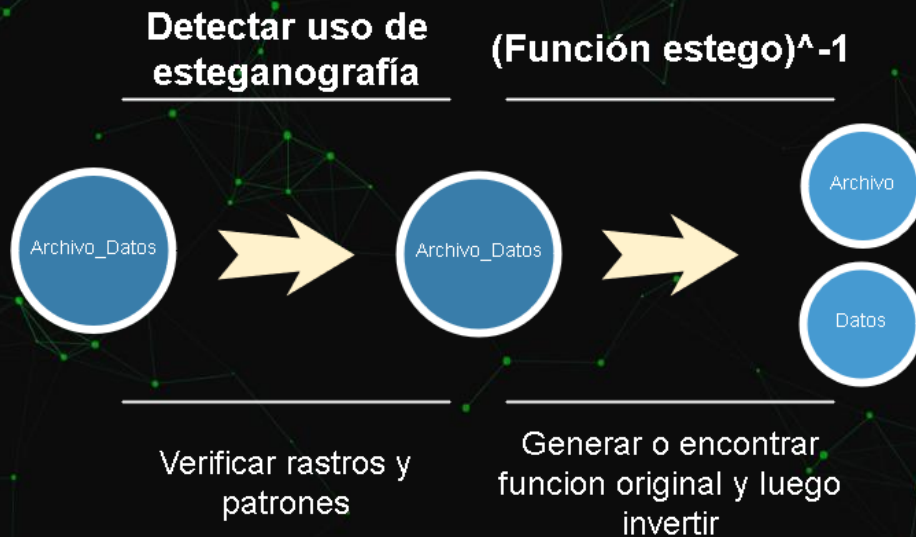 Detectar uso de
esteganografía
(Función estego)^-1
Archivo_Datos
Archivo_Datos
Archivo
Datos
Verificar rastros y
patrones
Generar o encontrar
funcion original y luego
invertir